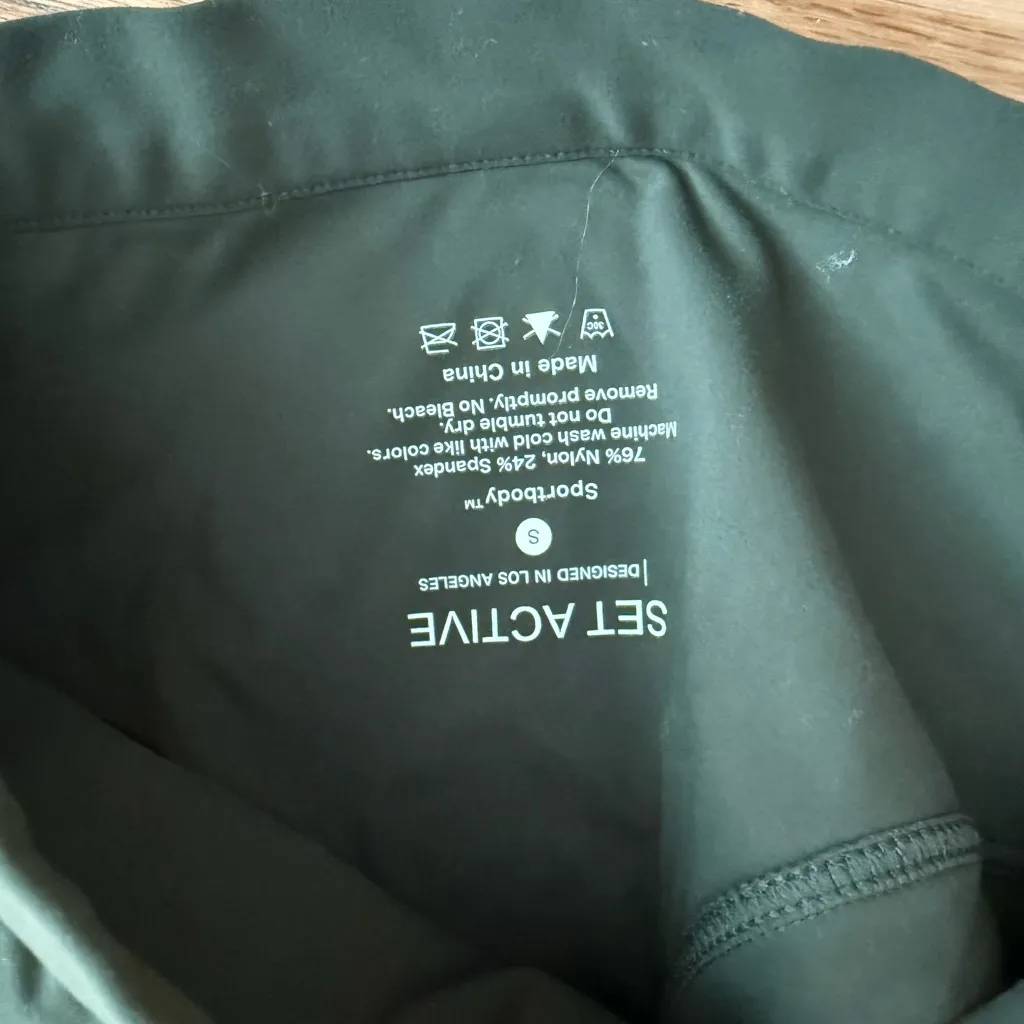 SET ACTIVE
|DESIGNED IN LOS ANGELES
S
Sportbody™
76% Nylon, 24% Spandex
Machine wash cold with like colors.
Do not tumble dry.
Remove promptly. No Bleach.
Made in China
30C